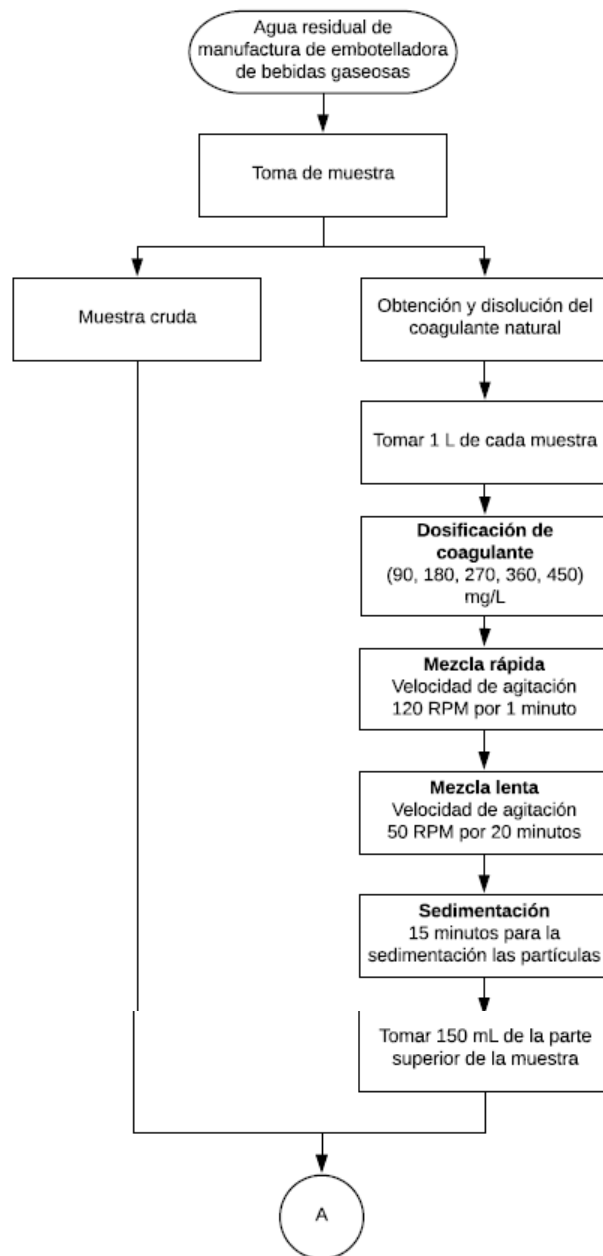 Agua residual de
manufactura de embotelladora
de bebidas gaseosas
Toma de muestra
Muestra cruda
Obtención y disolución del
coagulante natural
Tomar 1 L de cada muestra
Dosificación de
coagulante
(90, 180, 270, 360, 450)
mg/L
Mezcla rápida
Velocidad de agitación
120 RPM por 1 minuto
Mezcla lenta
Velocidad de agitación
50 RPM por 20 minutos
Sedimentación
15 minutos para la
sedimentación las partículas
Tomar 150 mL de la parte
superior de la muestra
A